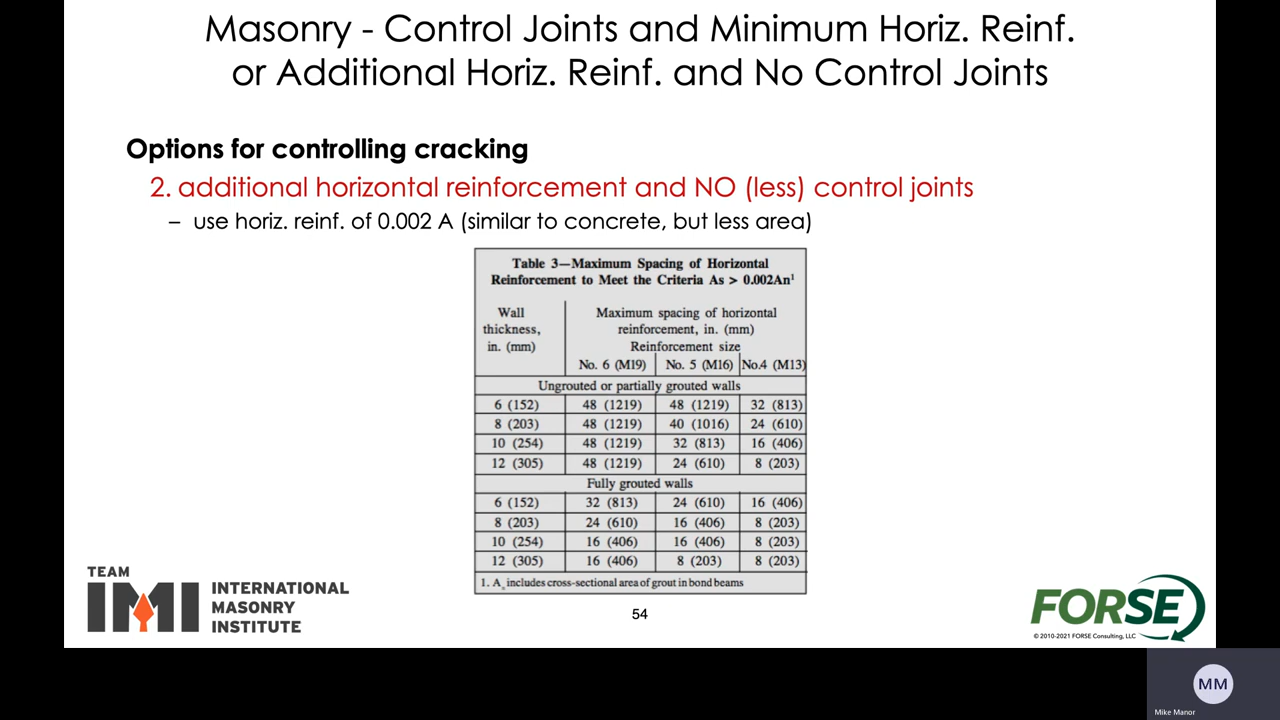 Masonry - Control Joints and Minimum Horiz. Reinf.
or Additional Horiz. Reinf. and No Control Joints
Options for controlling cracking
2. additional horizontal reinforcement and NO (less) control joints
– use horiz. reinf. of 0.002 A (similar to concrete, but less area)
Table 3—Maximum Spacing of Horizontal
Reinforcement to Meet the Criteria As > 0.002An¹
Wall thickness, in. (mm)
Maximum spacing of horizontal
reinforcement, in. (mm)
Reinforcement size
No. 6 (M19) No. 5 (M16) No.4 (M13)
Ungrouted or partially grouted walls
6 (152) 48 (1219) 48 (1219) 32 (813)
8 (203) 48 (1219) 40 (1016) 24 (610)
10 (254) 48 (1219) 32 (813) 16 (406)
12 (305) 48 (1219) 24 (610) 8 (203)
Fully grouted walls
6 (152) 32 (813) 24 (610) 16 (406)
8 (203) 24 (610) 16 (406) 8 (203)
10 (254) 16 (406) 16 (406) 8 (203)
12 (305) 16 (406) 8 (203) 8 (203)
1. Aₙ includes cross-sectional area of grout in bond beams
TEAM
IMI
INTERNATIONAL
MASONRY
INSTITUTE
54
FORSE
© 2010-2021 FORSE Consulting, LLC
MM
Mike Manor